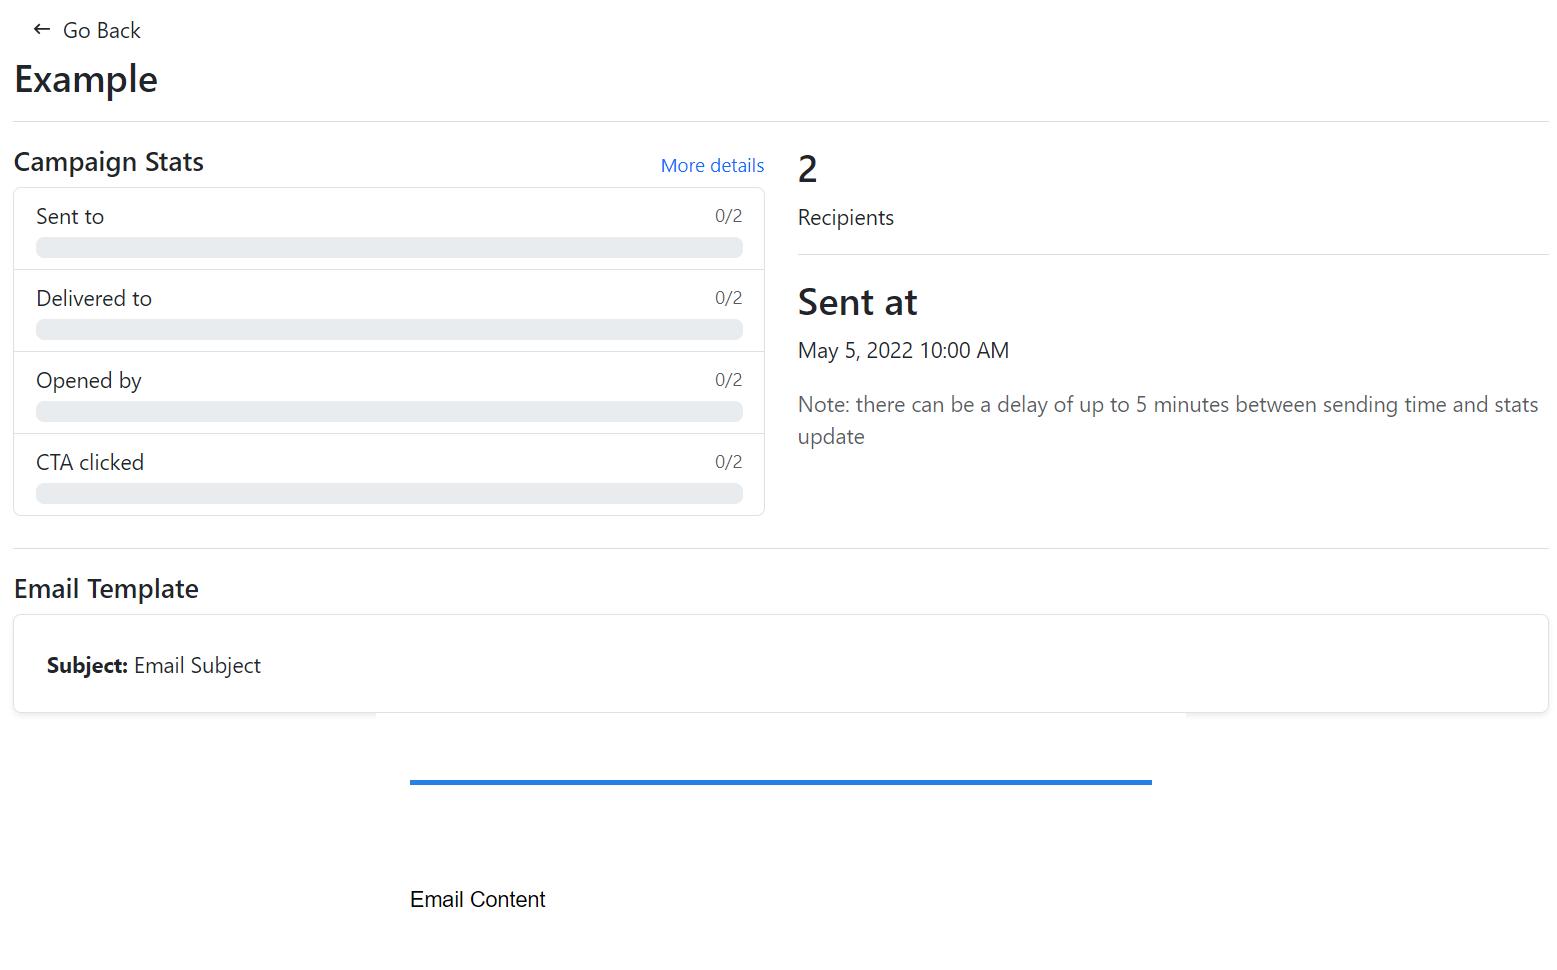 ← Go Back
Example
Campaign Stats
More details
Sent to 0/2
Delivered to 0/2
Opened by 0/2
CTA clicked 0/2
2
Recipients
Sent at
May 5, 2022 10:00 AM
Note: there can be a delay of up to 5 minutes between sending time and stats
update
Email Template
Subject: Email Subject
Email Content